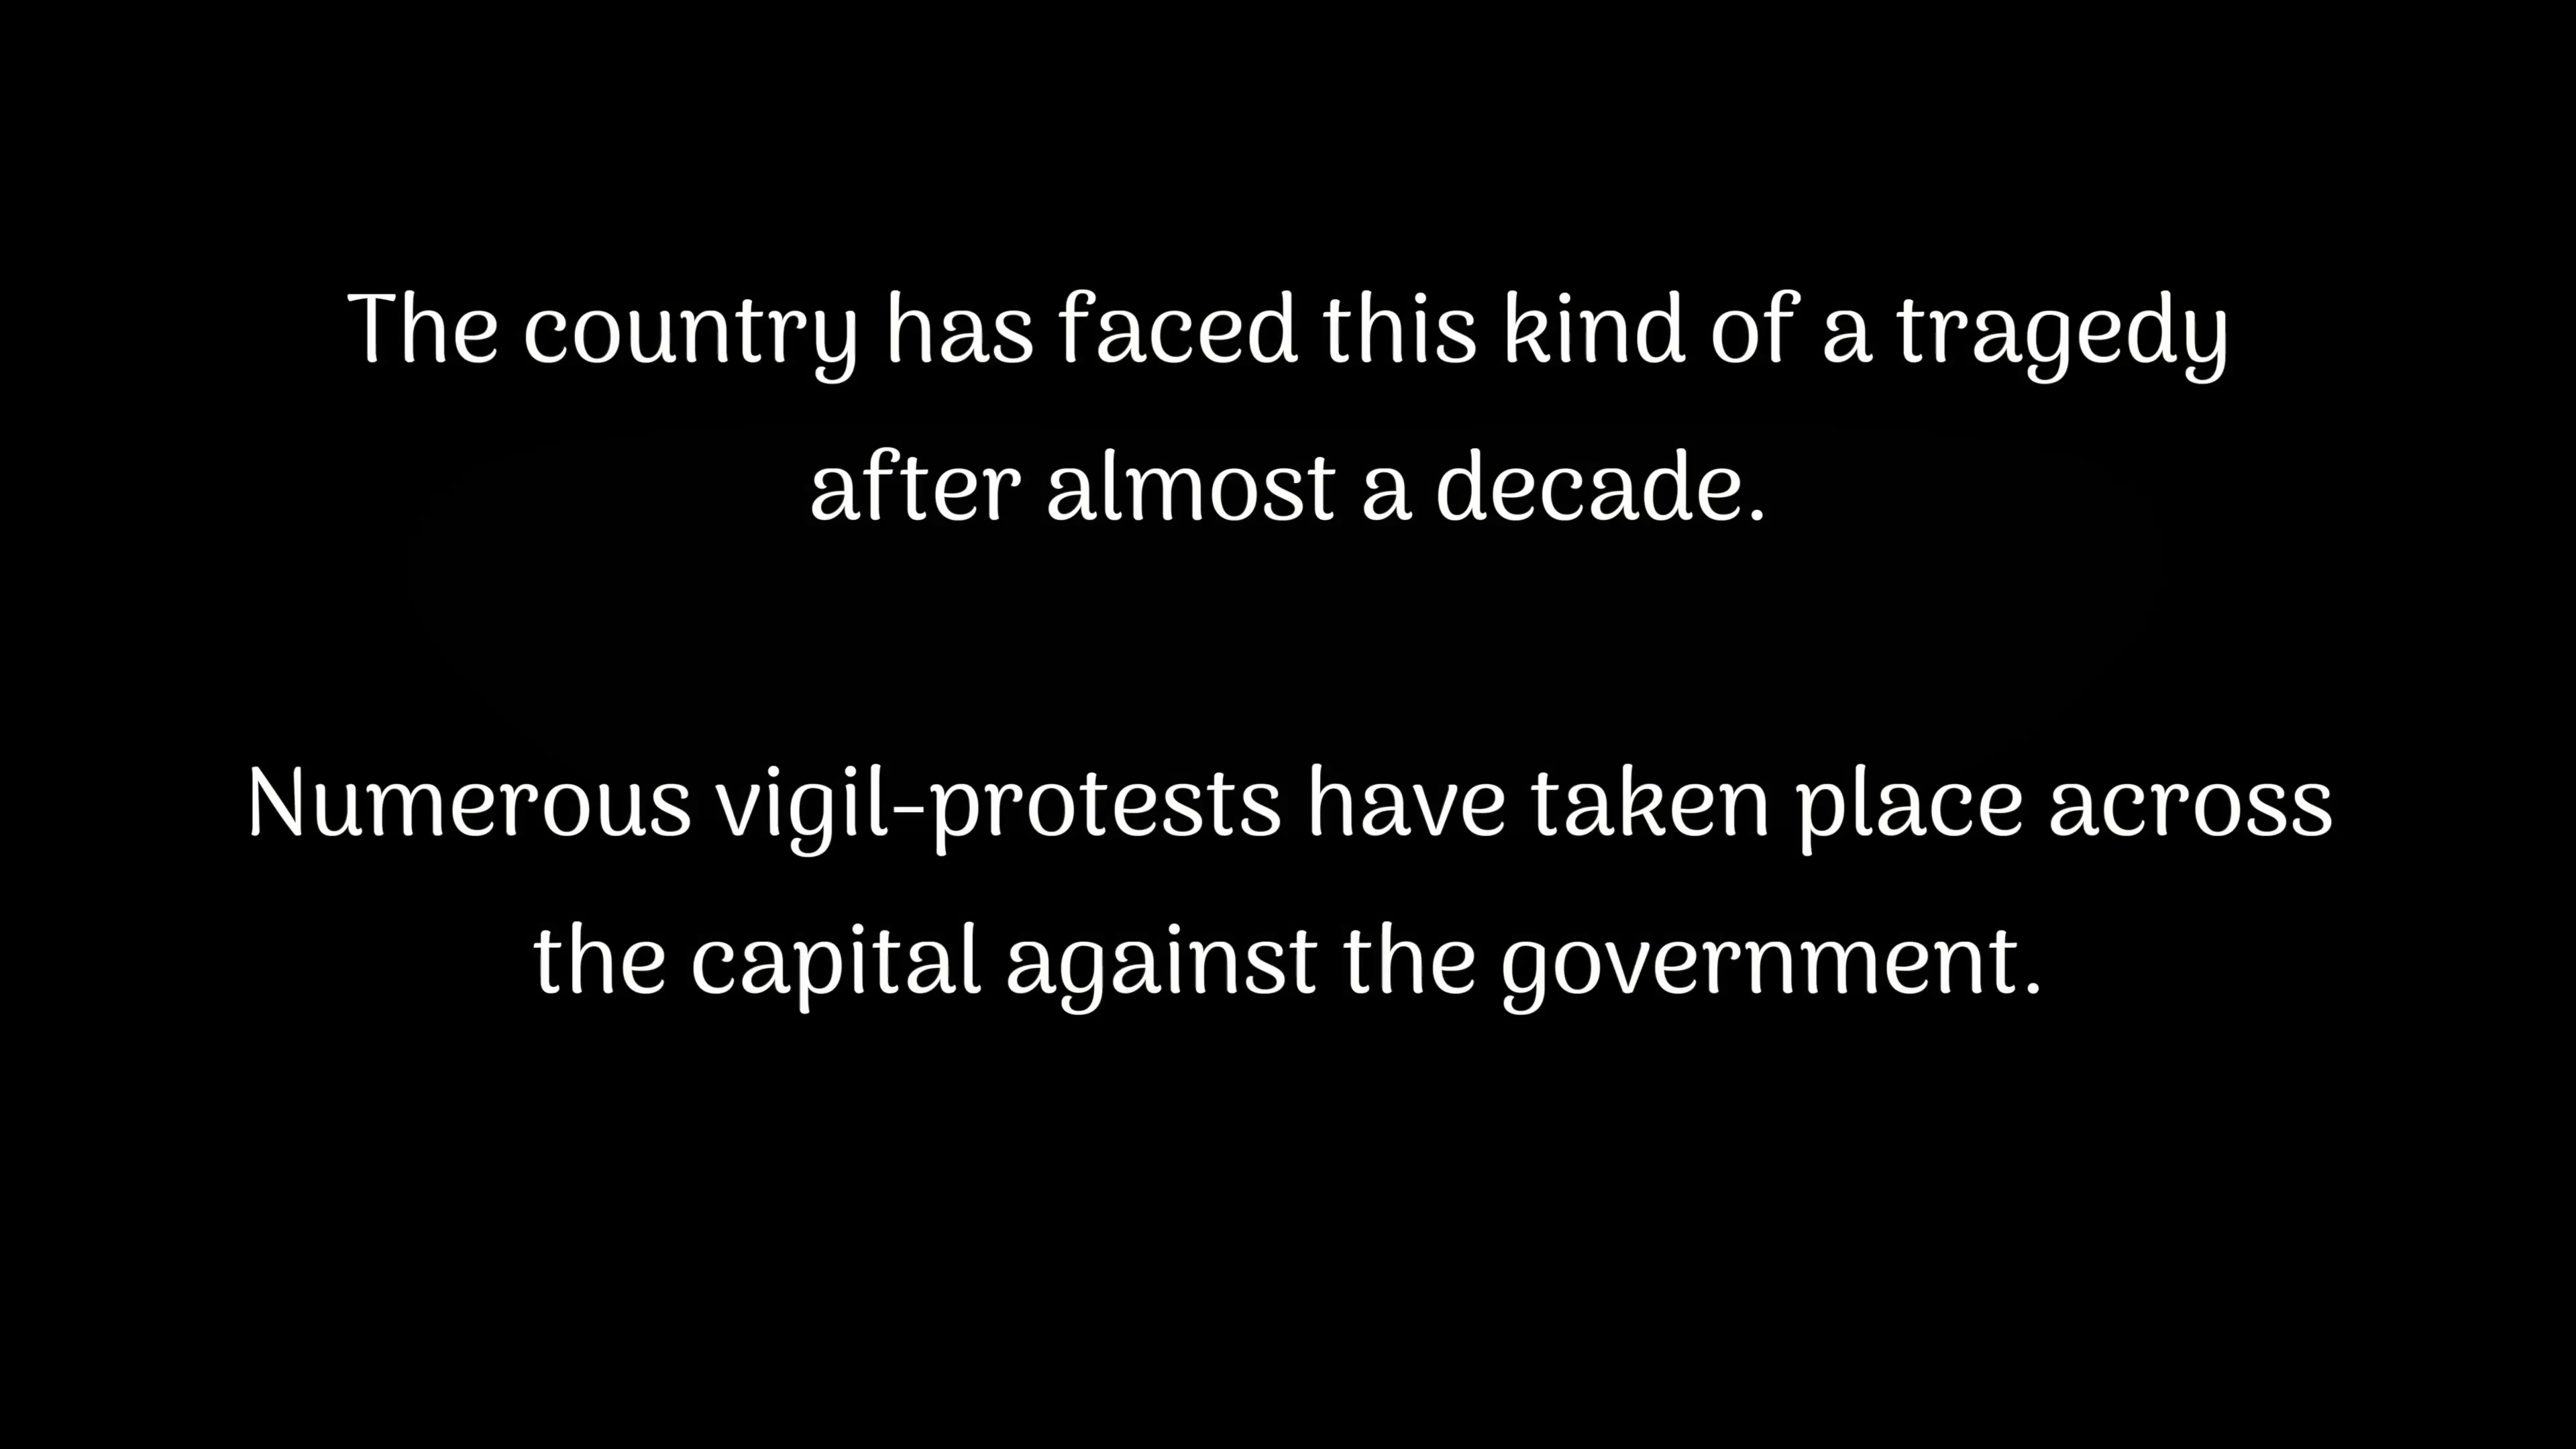 The country has faced this kind of a tragedy
after almost a decade.
Numerous vigil-protests have taken place across
the capital against the government.